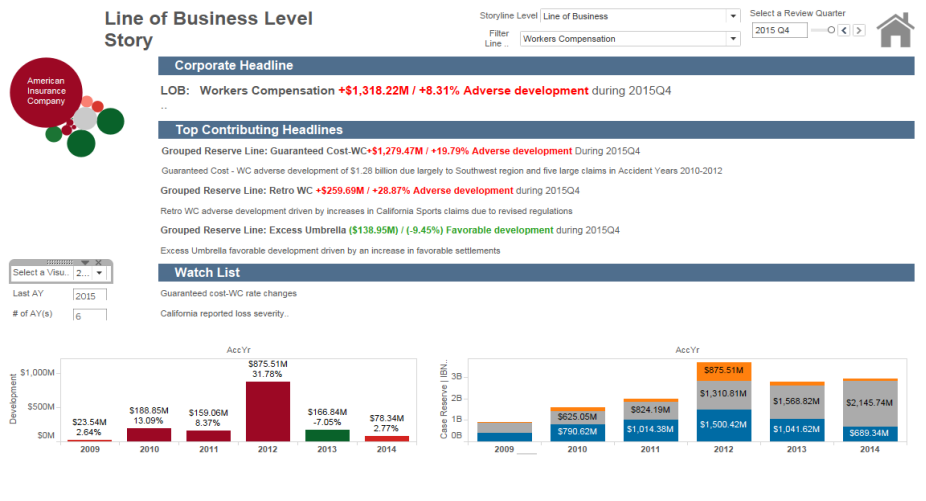 Line of Business Level
Story
Storyline Level Line of Business
Filter
Line .. Workers Compensation
Select a Review Quarter
2015 Q4
American
Insurance
Company
Corporate Headline
LOB: Workers Compensation +$1,318.22M / +8.31% Adverse development during 2015Q4
..
Top Contributing Headlines
Grouped Reserve Line: Guaranteed Cost-WC+$1,279.47M / +19.79% Adverse development During 2015Q4
Guaranteed Cost - WC adverse development of $1.28 billion due largely to Southwest region and five large claims in Accident Years 2010-2012
Grouped Reserve Line: Retro WC +$259.69M / +28.87% Adverse development during 2015Q4
Retro WC adverse development driven by increases in California Sports claims due to revised regulations
Grouped Reserve Line: Excess Umbrella ($138.95M) / (-9.45%) Favorable development during 2015Q4
Excess Umbrella favorable development driven by an increase in favorable settlements
Watch List
Guaranteed cost-WC rate changes
California reported loss severity..
Select a Visu.. 2...
Last AY 2015
# of AY(s) 6
AccYr
Development
$1,000M
$500M
$0M
$23.54M
2.64%
$188.85M
13.09%
$159.06M
8.37%
$875.51M
31.78%
$166.84M
-7.05%
$78.34M
2.77%
2009 2010 2011 2012 2013 2014
AccYr
Case Reserve | IBN..
3B
2B
1B
0B
$625.05M
$790.62M
$824.19M
$1,014.38M
$875.51M
$1,310.81M
$1,500.42M
$1,568.82M
$1,041.62M
$2,145.74M
$689.34M
2009 2010 2011 2012 2013 2014